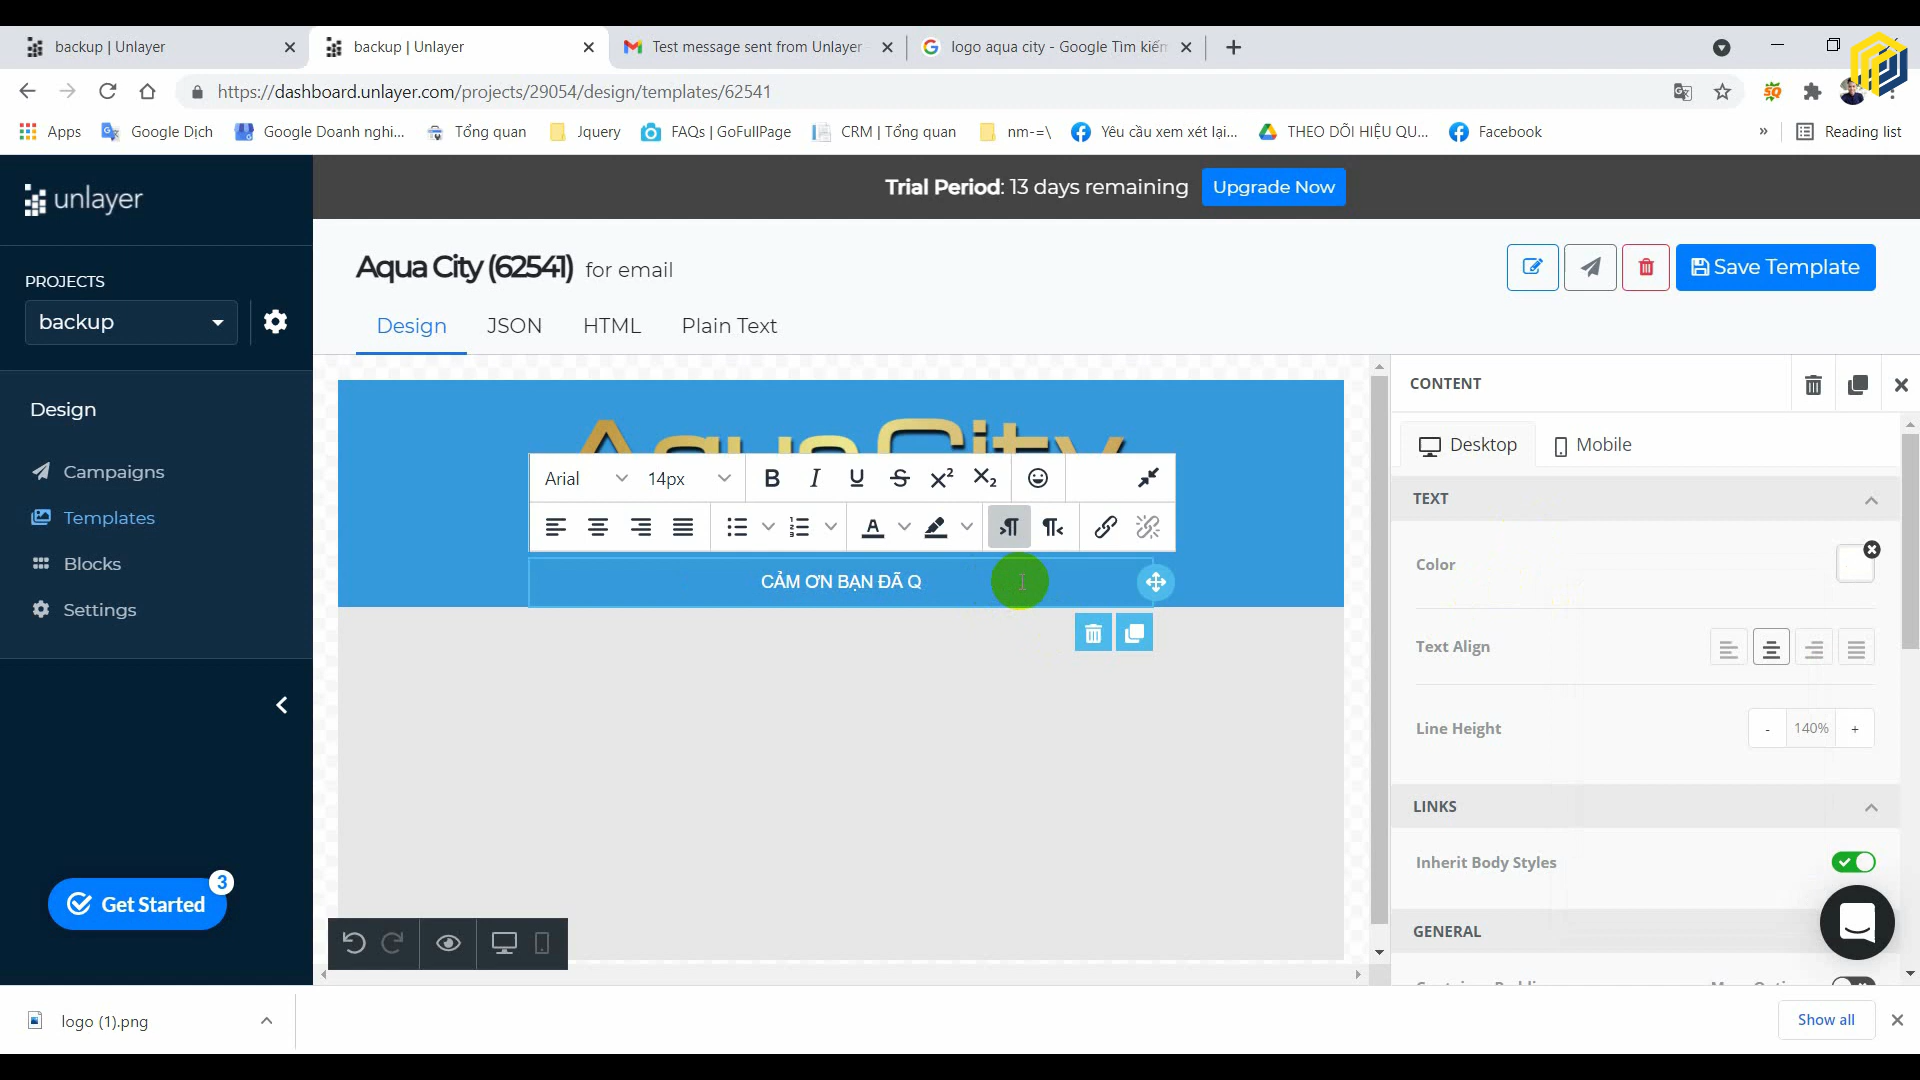 backup | Unlayer
backup | Unlayer
Test message sent from Unlayer
logo aqua city - Google Tìm kiếm
https://dashboard.unlayer.com/projects/29054/design/templates/62541
Apps
Google Dịch
Google Doanh nghi...
Tổng quan
Jquery
FAQs | GoFullPage
CRM | Tổng quan
nm-=\
Yêu cầu xem xét lại...
THEO DÕI HIỆU QU...
Facebook
»
Reading list
unlayer
Trial Period: 13 days remaining
Upgrade Now
PROJECTS
backup
Aqua City (62541) for email
Save Template
Design
JSON
HTML
Plain Text
Design
Campaigns
Templates
Blocks
Settings
Get Started
3
AquaCity
Arial
14px
CẢM ƠN BẠN ĐÃ Q
CONTENT
Desktop
Mobile
TEXT
Color
Text Align
Line Height
- 140% +
LINKS
Inherit Body Styles
GENERAL
logo (1).png
Show all